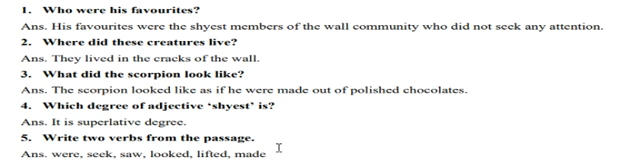 1. Who were his favourites?
Ans. His favourites were the shyest members of the wall community who did not seek any attention.
2. Where did these creatures live?
Ans. They lived in the cracks of the wall.
3. What did the scorpion look like?
Ans. The scorpion looked like as if he were made out of polished chocolates.
4. Which degree of adjective ‘shyest’ is?
Ans. It is superlative degree.
5. Write two verbs from the passage.
Ans. were, seek, saw, looked, lifted, made